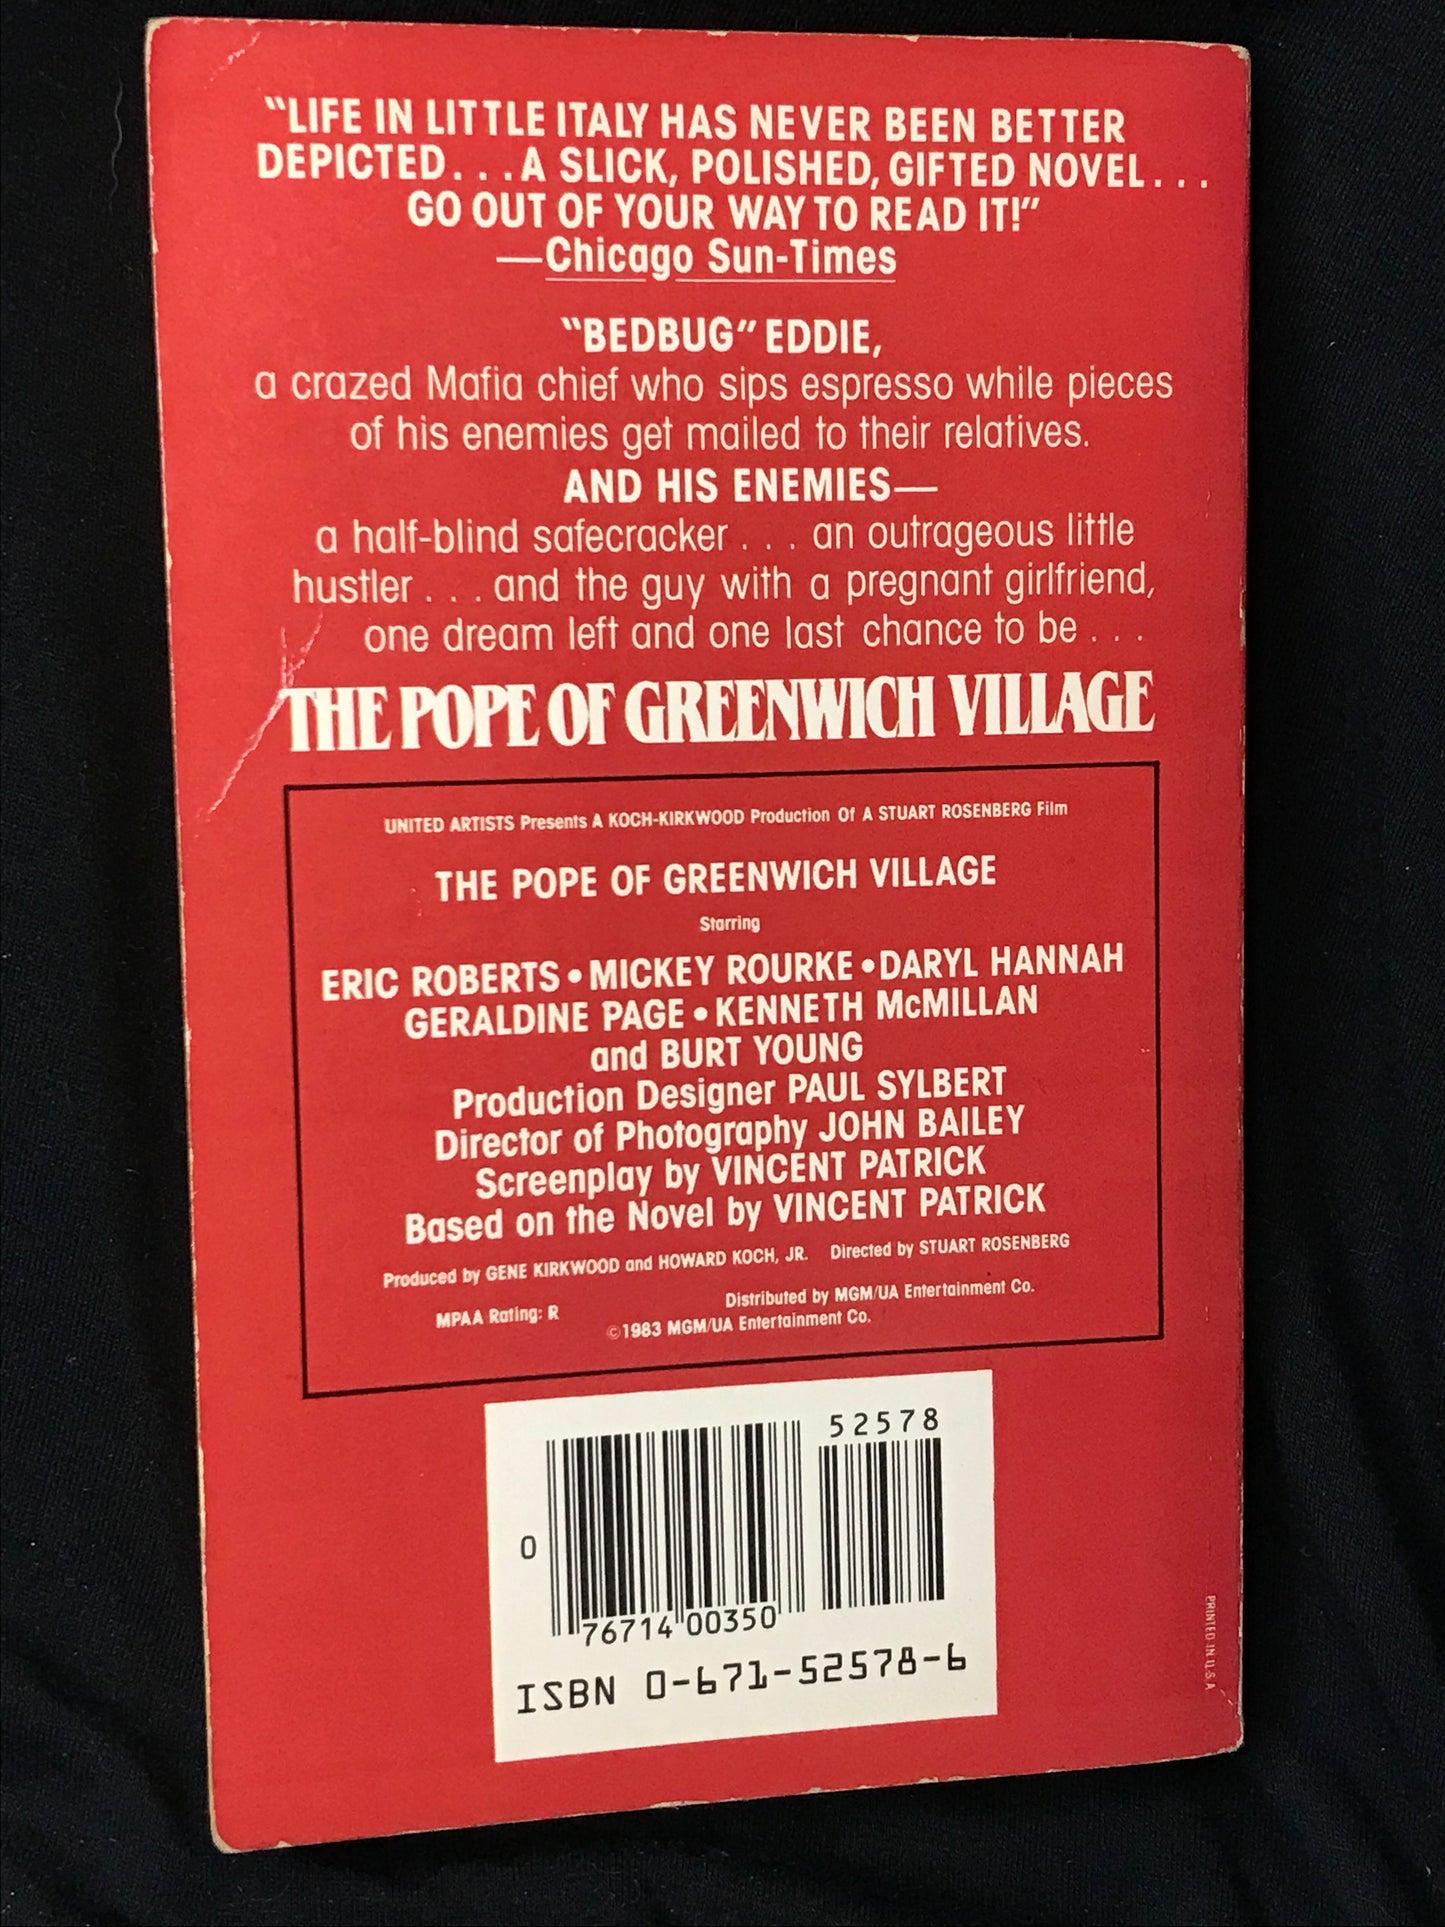 "LIFE IN LITTLE ITALY HAS NEVER BEEN BETTER
DEPICTED...A SLICK, POLISHED, GIFTED NOVEL...
GO OUT OF YOUR WAY TO READ IT!"
—Chicago Sun-Times
"BEDBUG" EDDIE,
a crazed Mafia chief who sips espresso while pieces
of his enemies get mailed to their relatives.
AND HIS ENEMIES—
a half-blind safecracker . . . an outrageous little
hustler . . . and the guy with a pregnant girlfriend,
one dream left and one last chance to be . . .
THE POPE OF GREENWICH VILLAGE
UNITED ARTISTS Presents A KOCH-KIRKWOOD Production Of A STUART ROSENBERG Film
THE POPE OF GREENWICH VILLAGE
Starring
ERIC ROBERTS • MICKEY ROURKE • DARYL HANNAH
GERALDINE PAGE • KENNETH McMILLAN
and BURT YOUNG
Production Designer PAUL SYLBERT
Director of Photography JOHN BAILEY
Screenplay by VINCENT PATRICK
Based on the Novel by VINCENT PATRICK
Produced by GENE KIRKWOOD and HOWARD KOCH, JR. Directed by STUART ROSENBERG
MPAA Rating: R Distributed by MGM/UA Entertainment Co.
©1983 MGM/UA Entertainment Co.
52578
0
76714 00350
ISBN 0-671-52578-6
PRINTED IN U.S.A.